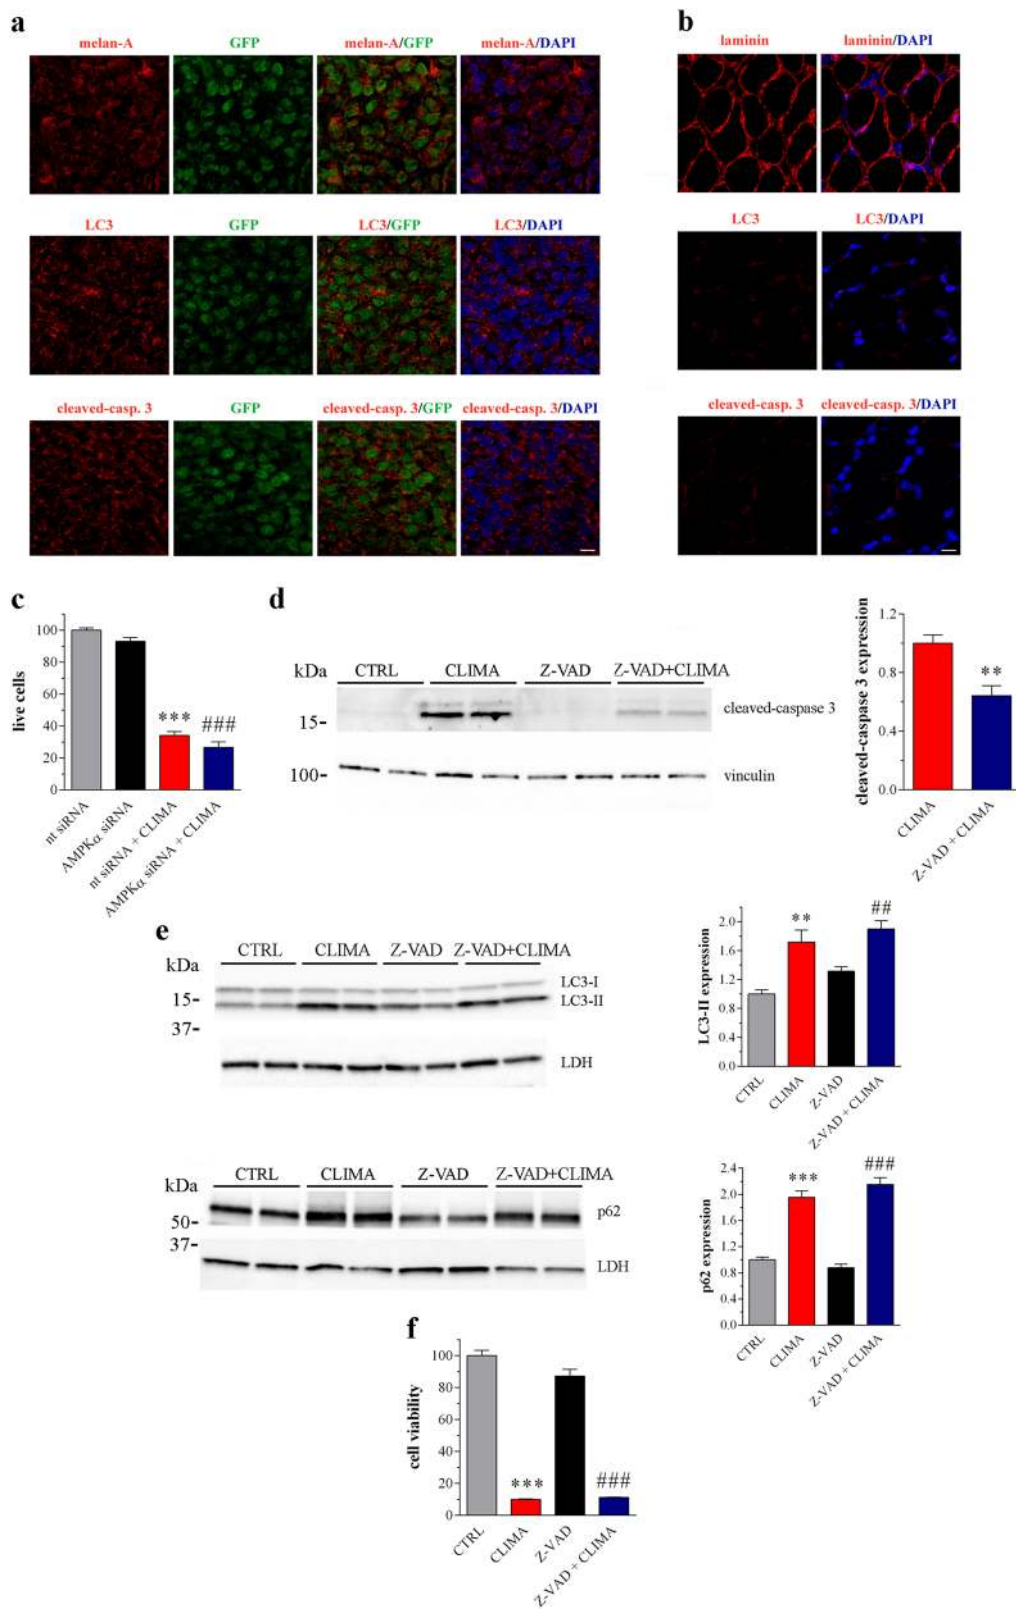 a
melan-A GFP melan-A/GFP melan-A/DAPI
LC3 GFP LC3/GFP LC3/DAPI
cleaved-casp. 3 GFP cleaved-casp. 3/GFP cleaved-casp. 3/DAPI
b
laminin laminin/DAPI
LC3 LC3/DAPI
cleaved-casp. 3 cleaved-casp. 3/DAPI
c
live cells
100
80
60
40
20
0
***
###
nt siRNA
AMPKα siRNA
nt siRNA + CLIMA
AMPKα siRNA + CLIMA
d
kDa CTRL CLIMA Z-VAD Z-VAD+CLIMA
15- cleaved-caspase 3
100- vinculin
cleaved-caspase 3 expression
1.2
0.8
0.4
0.0
**
CLIMA
Z-VAD + CLIMA
e
kDa CTRL CLIMA Z-VAD Z-VAD+CLIMA
LC3-I
15- LC3-II
37-
LDH
LC3-II expression
2.0
1.6
1.2
0.8
0.4
0.0
**
##
CTRL
CLIMA
Z-VAD
Z-VAD + CLIMA
kDa CTRL CLIMA Z-VAD Z-VAD+CLIMA
50- p62
37-
LDH
p62 expression
2.4
2.0
1.6
1.2
0.8
0.4
0.0
***
###
CTRL
CLIMA
Z-VAD
Z-VAD + CLIMA
f
cell viability
100
80
60
40
20
0
***
###
CTRL
CLIMA
Z-VAD
Z-VAD + CLIMA